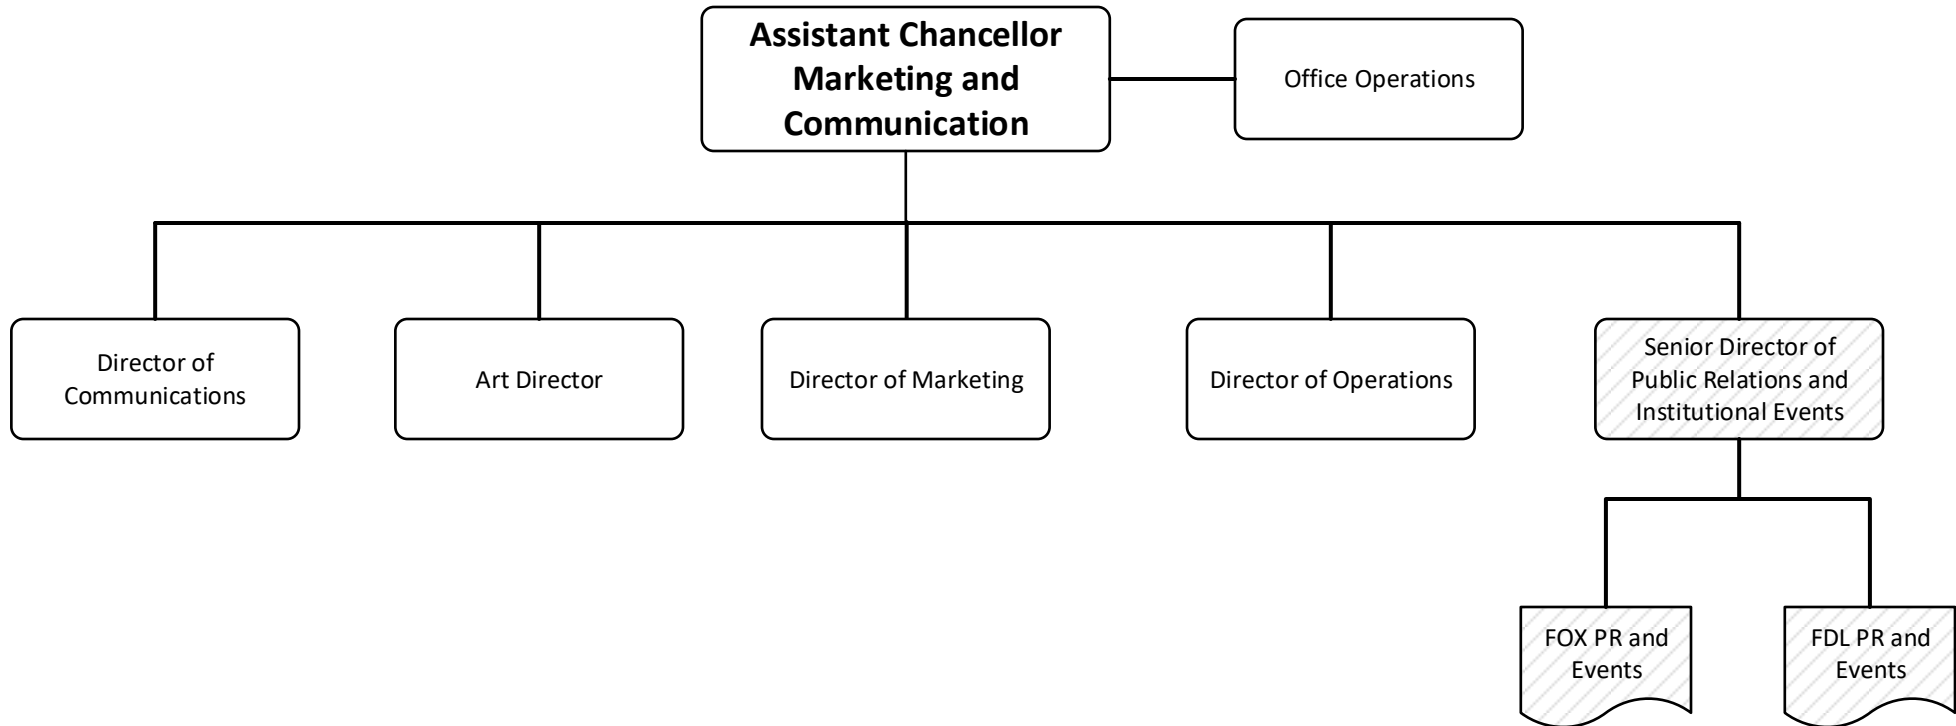 Assistant Chancellor
Marketing and
Communication
Office Operations
Director of
Communications
Art Director
Director of Marketing
Director of Operations
Senior Director of
Public Relations and
Institutional Events
FOX PR and
Events
FDL PR and
Events